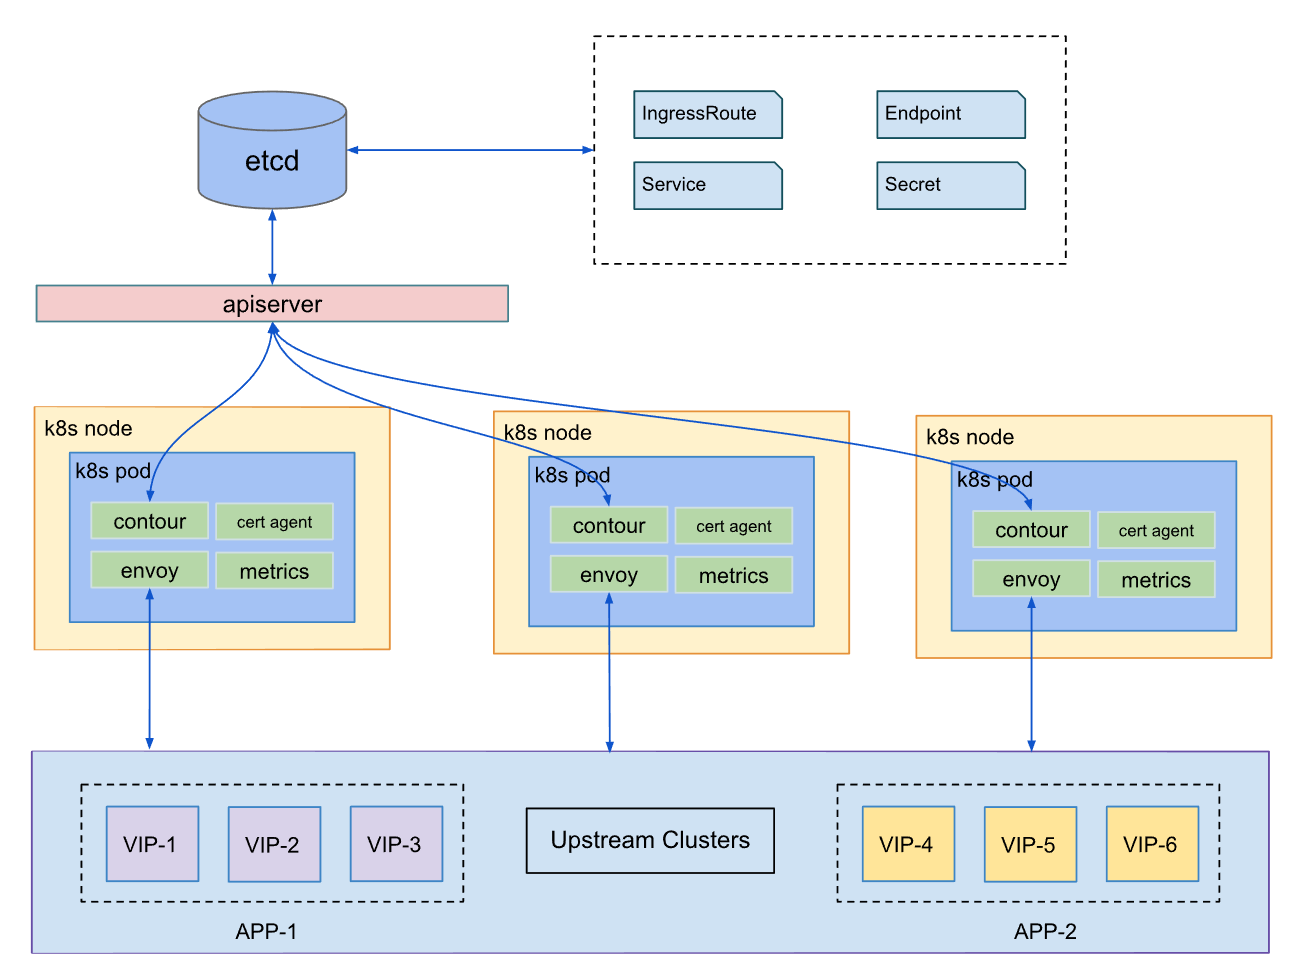 etcd
IngressRoute
Endpoint
Service
Secret
apiserver
k8s node
k8s pod
contour
cert agent
envoy
metrics
k8s node
k8s pod
contour
cert agent
envoy
metrics
k8s node
k8s pod
contour
cert agent
envoy
metrics
VIP-1
VIP-2
VIP-3
APP-1
Upstream Clusters
VIP-4
VIP-5
VIP-6
APP-2